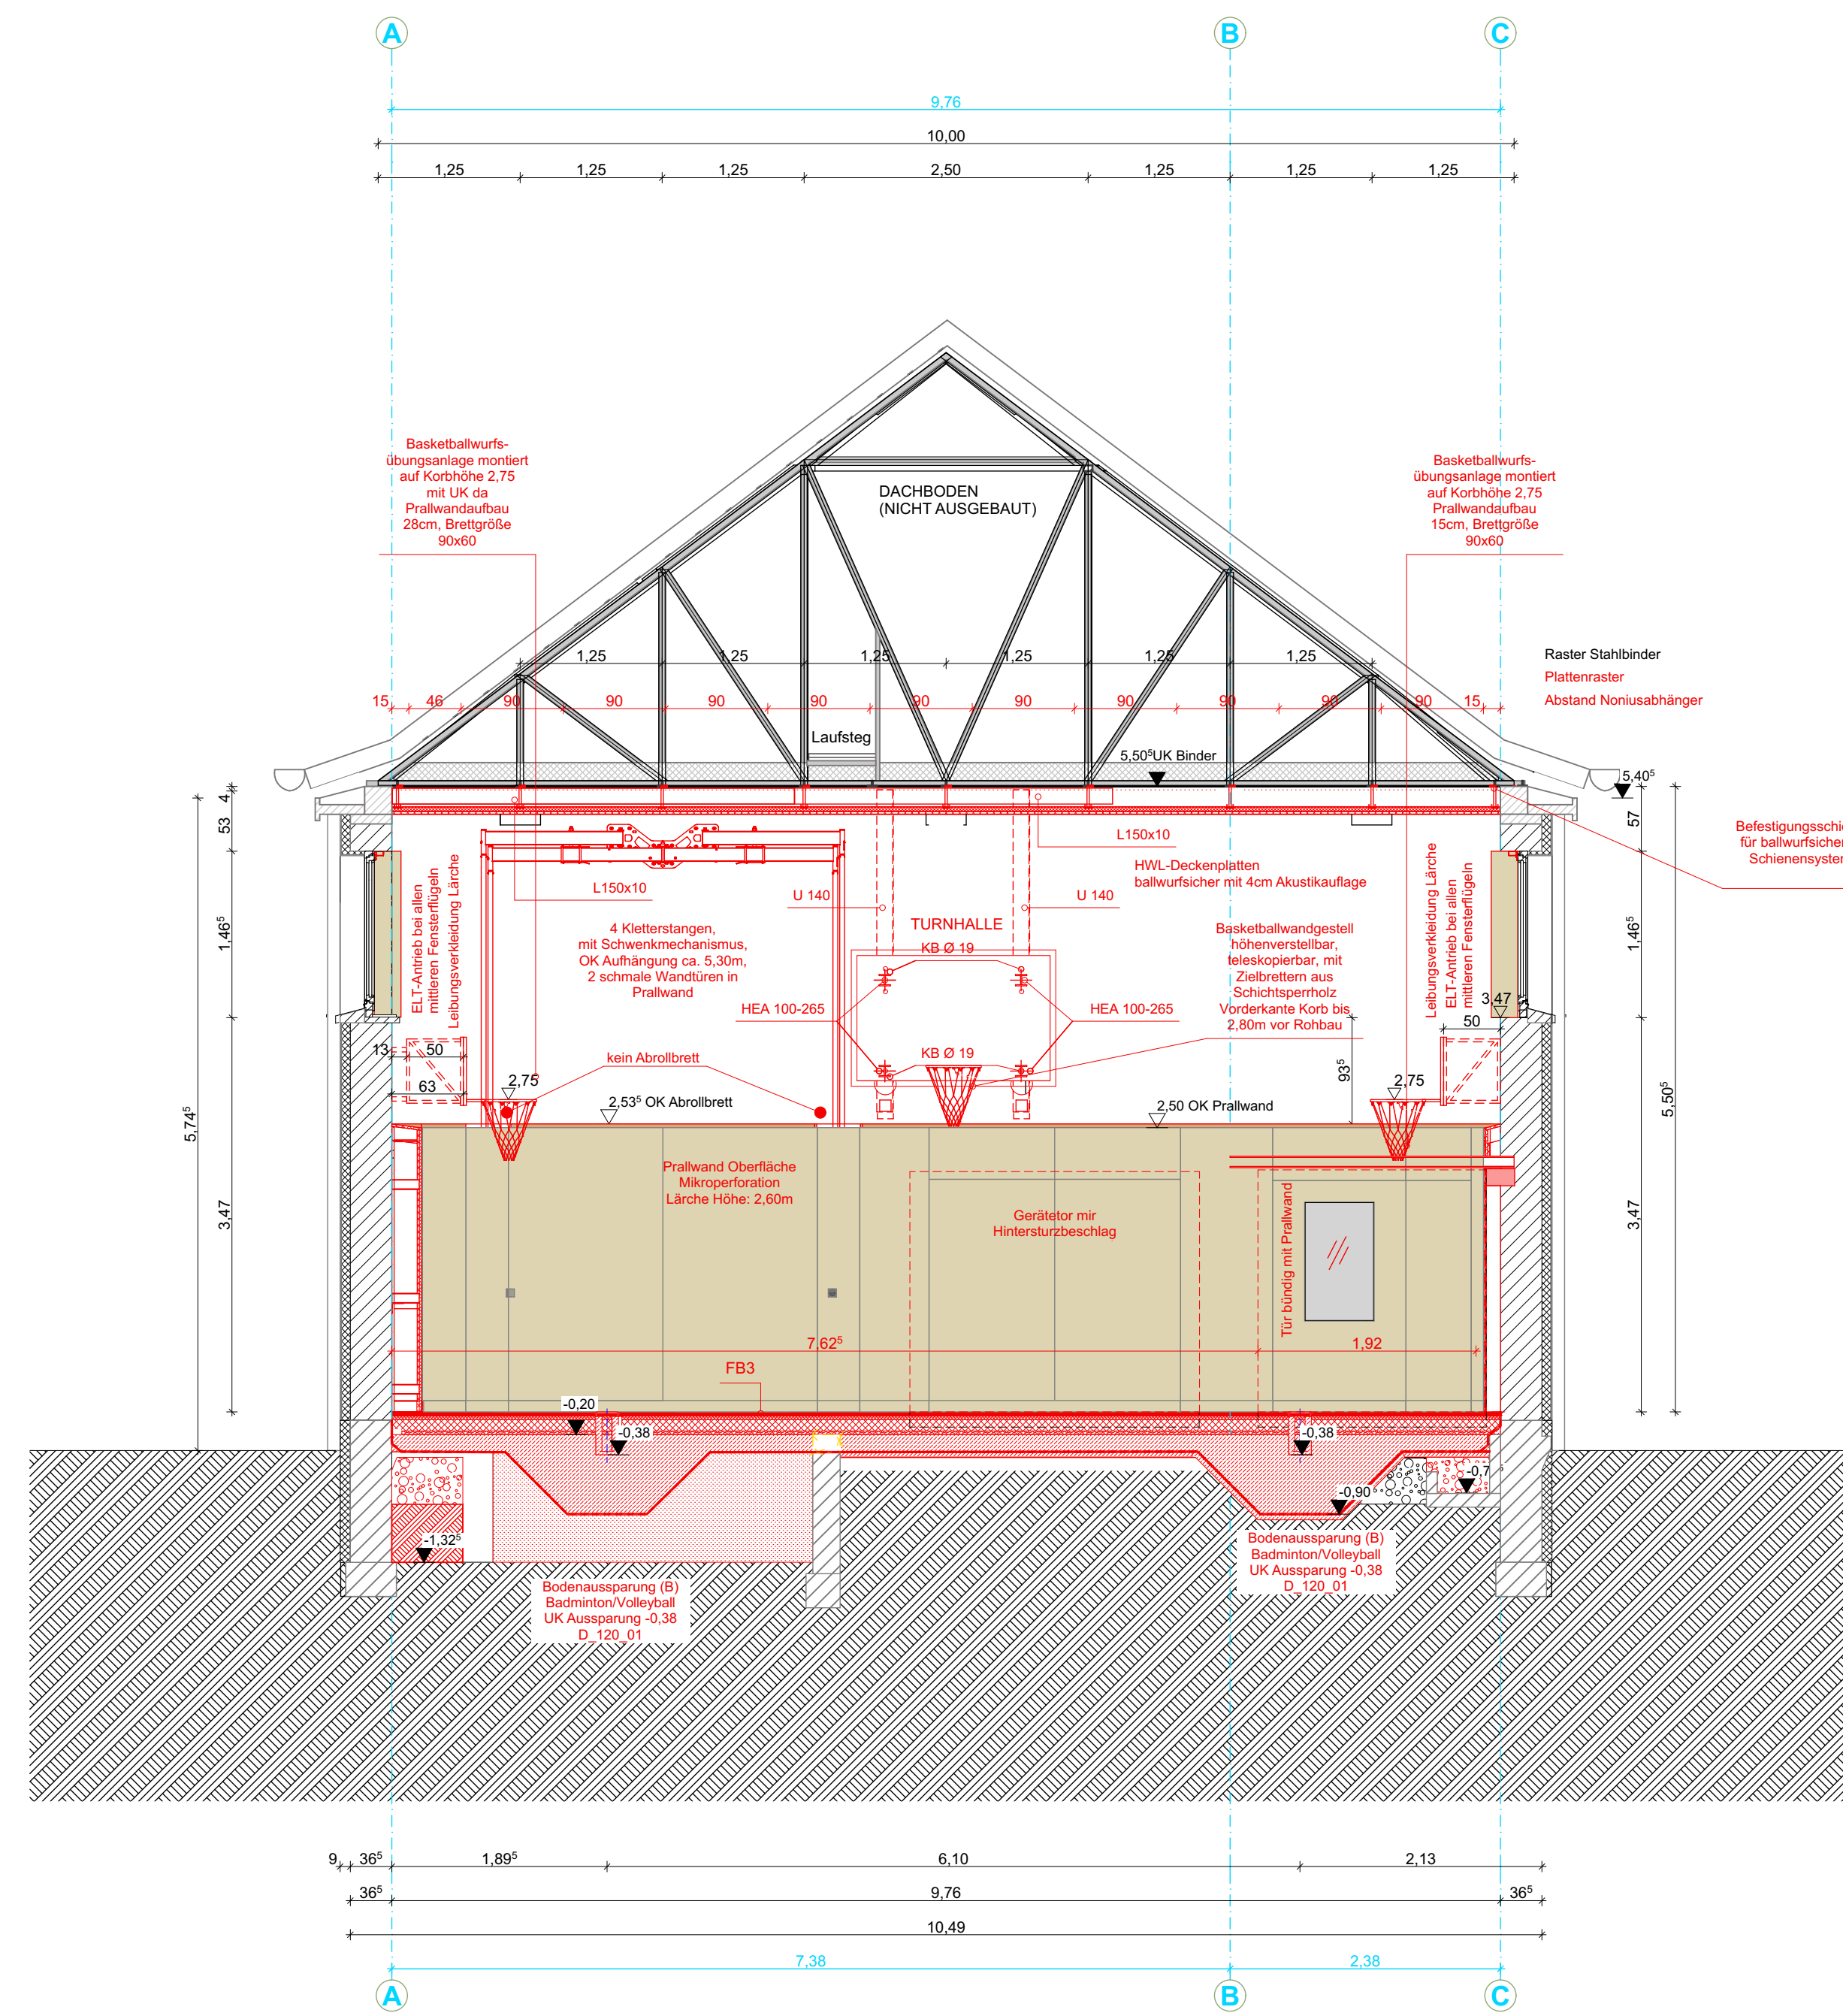 A
B
C
9,76
10,00
1,25 1,25 1,25 2,50 1,25 1,25 1,25
Basketballwurfs-
übungsanlage montiert
auf Korbhöhe 2,75
mit UK da
Prallwandaufbau
28cm, Brettgröße
90x60
Basketballwurfs-
übungsanlage montiert
auf Korbhöhe 2,75
Prallwandaufbau
15cm, Brettgröße
90x60
DACHBODEN
(NICHT AUSGEBAUT)
1,25 1,25 1,25 1,25 1,25 1,25
Raster Stahlbinder
Plattenraster
Abstand Noniusabhänger
15 46 90 90 90 90 90 90 90 90 90 90 15
Laufsteg
5,50⁵UK Binder
5,40⁵
4
53
57
1,46⁵
1,46⁵
3,47
3,47
5,74⁵
5,50⁵
L150x10
L150x10
HWL-Deckenplatten
ballwurfsicher mit 4cm Akustikauflage
U 140
U 140
TURNHALLE
KB Ø 19
KB Ø 19
HEA 100-265
HEA 100-265
ELT-Antrieb bei allen
mittleren Fensterflügeln
Leibungsverkleidung Lärche
4 Kletterstangen,
mit Schwenkmechanismus,
OK Aufhängung ca. 5,30m,
2 schmale Wandtüren in
Prallwand
Basketballwandgestell
höhenverstellbar,
teleskopierbar, mit
Zielbrettern aus
Schichtsperrholz
Vorderkante Korb bis
2,80m vor Rohbau
Leibungsverkleidung Lärche
ELT-Antrieb bei allen
mittleren Fensterflügeln
Befestigungsschie
für ballwurfsicher
Schienensyster
3,47
50
13 50
63
kein Abrollbrett
93⁵
2,75
2,75
2,53⁵ OK Abrollbrett
2,50 OK Prallwand
Prallwand Oberfläche
Mikroperforation
Lärche Höhe: 2,60m
Gerätetor mir
Hintersturzbeschlag
Tür bündig mit Prallwand
7,62⁵ 1,92
FB3
-0,20
-0,38
-0,38
-0,7
-0,90
-1,32⁵
Bodenaussparung (B)
Badminton/Volleyball
UK Aussparung -0,38
D_120_01
Bodenaussparung (B)
Badminton/Volleyball
UK Aussparung -0,38
D_120_01
9 36⁵ 1,89⁵ 6,10 2,13
36⁵ 9,76 36⁵
10,49
7,38 2,38
A
B
C